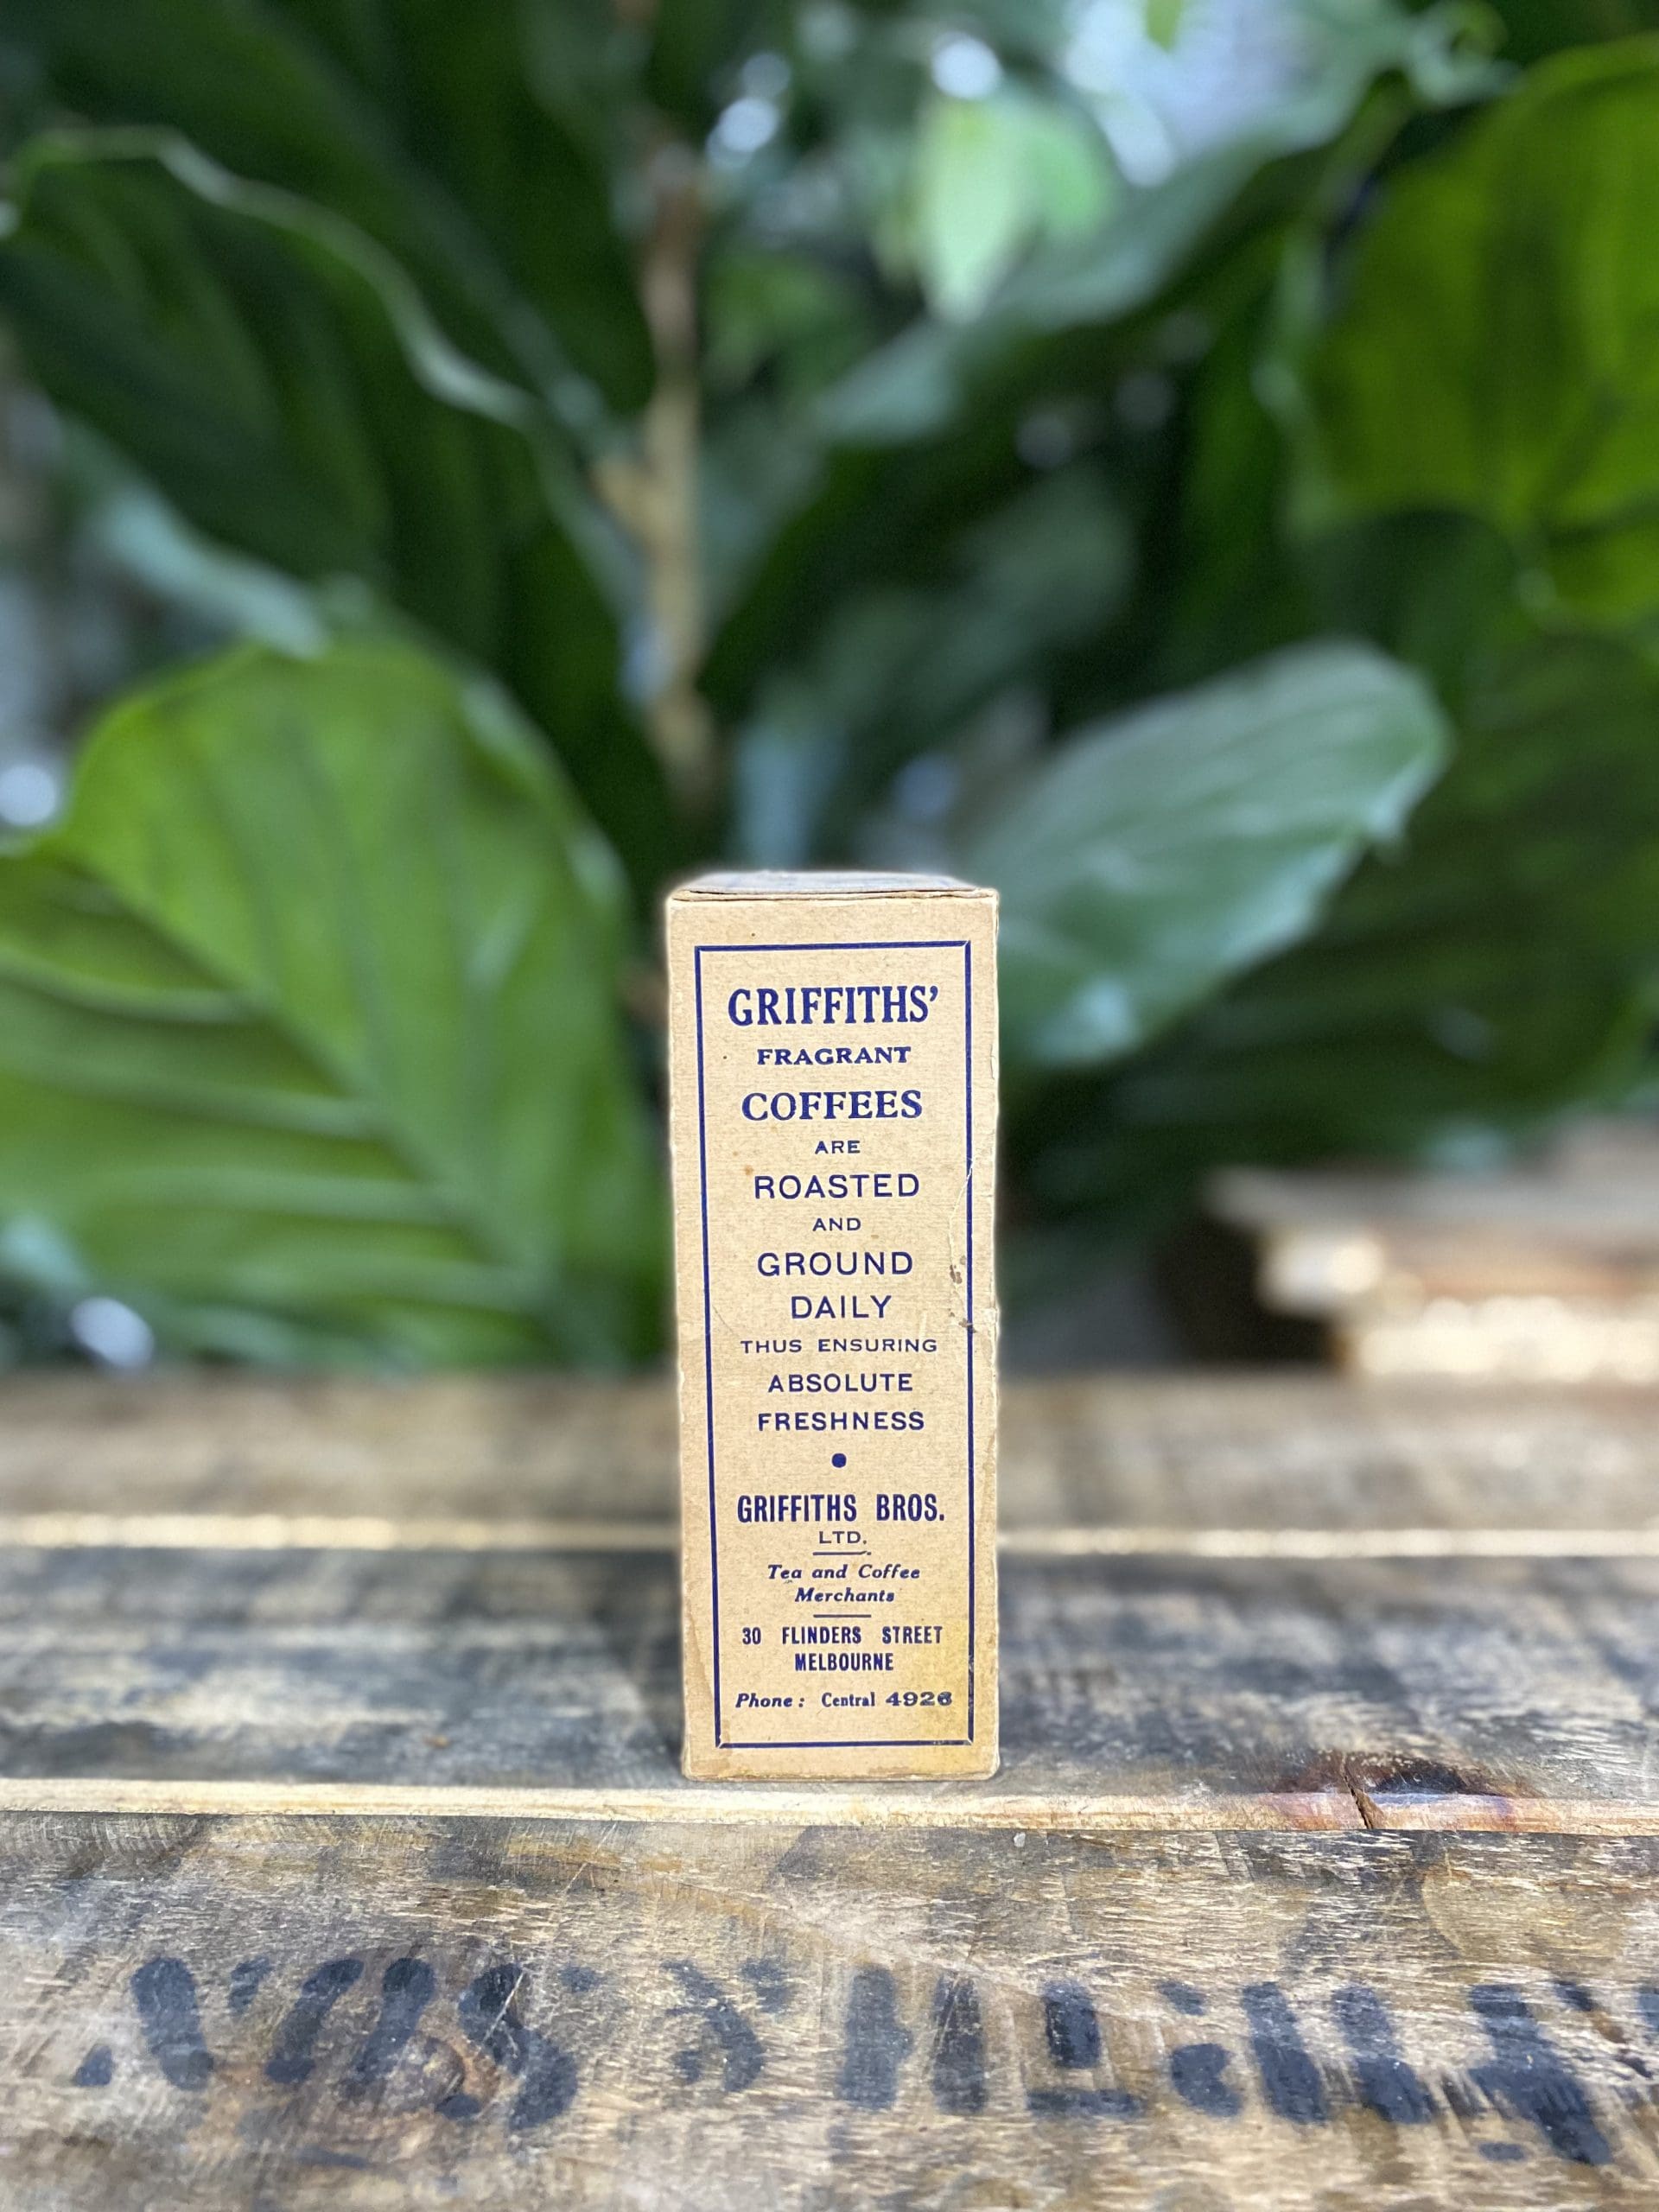 GRIFFITHS'
FRAGRANT
COFFEES
ARE
ROASTED
AND
GROUND
DAILY
THUS ENSURING
ABSOLUTE
FRESHNESS
•
GRIFFITHS BROS.
LTD.
Tea and Coffee
Merchants
30 FLINDERS STREET
MELBOURNE
Phone: Central 4926